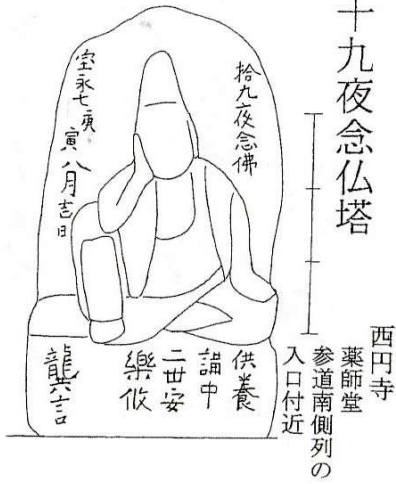 十九夜念仏塔
西円寺
薬師堂
参道南側列の
入口付近
拾九夜念佛
宝永七庚寅八月吉日
供養
講中
二世安
樂攸
龔言